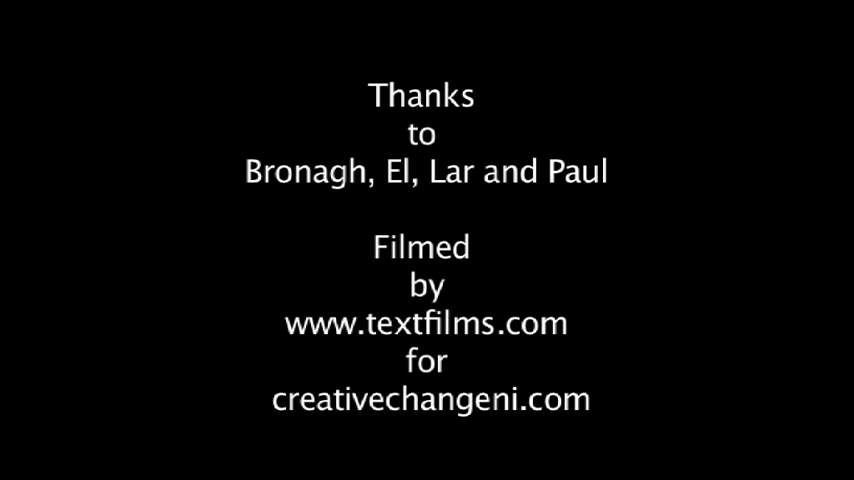 Thanks
to
Bronagh, El, Lar and Paul
Filmed
by
www.textfilms.com
for
creativechangeni.com